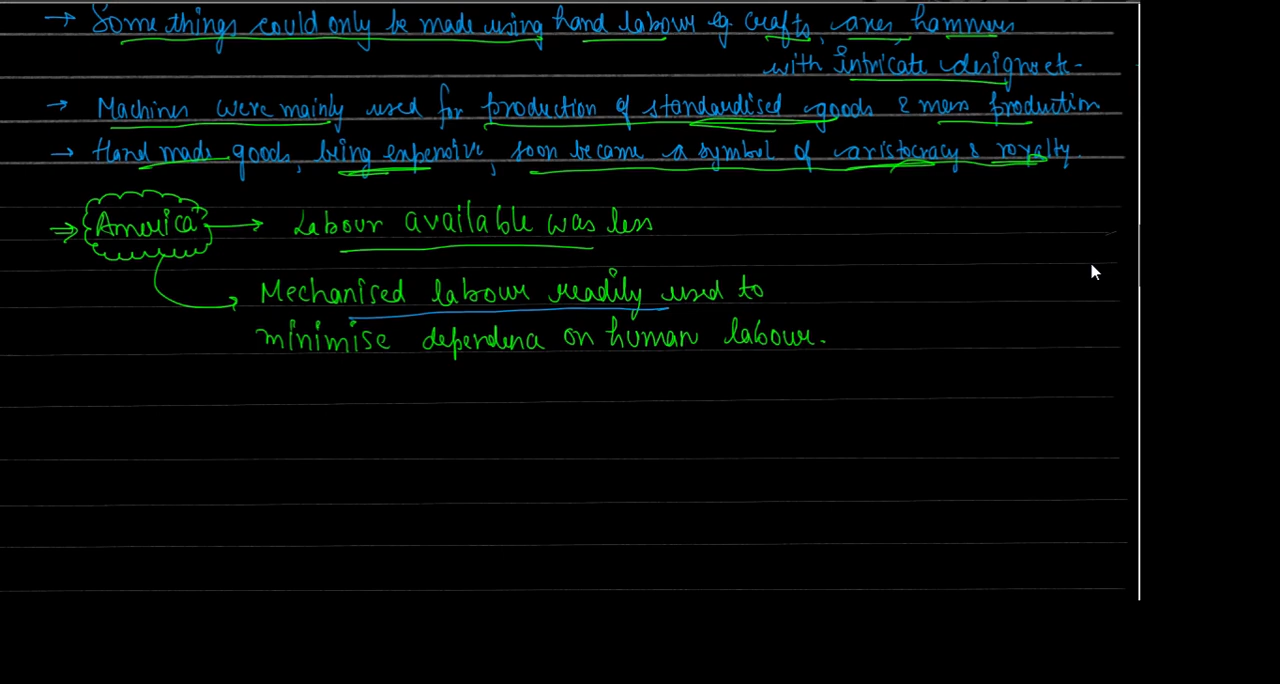 → Some things could only be made using hand labour eg. crafts, axes, hammers
with intricate designs etc-
→ Machines were mainly used for production of standardised goods & mass production
→ Hand made goods, being expensive, soon became a symbol of aristocracy & royalty.
⇒ America → Labour available was less
Mechanised labour readily used to
minimise dependence on human labour.